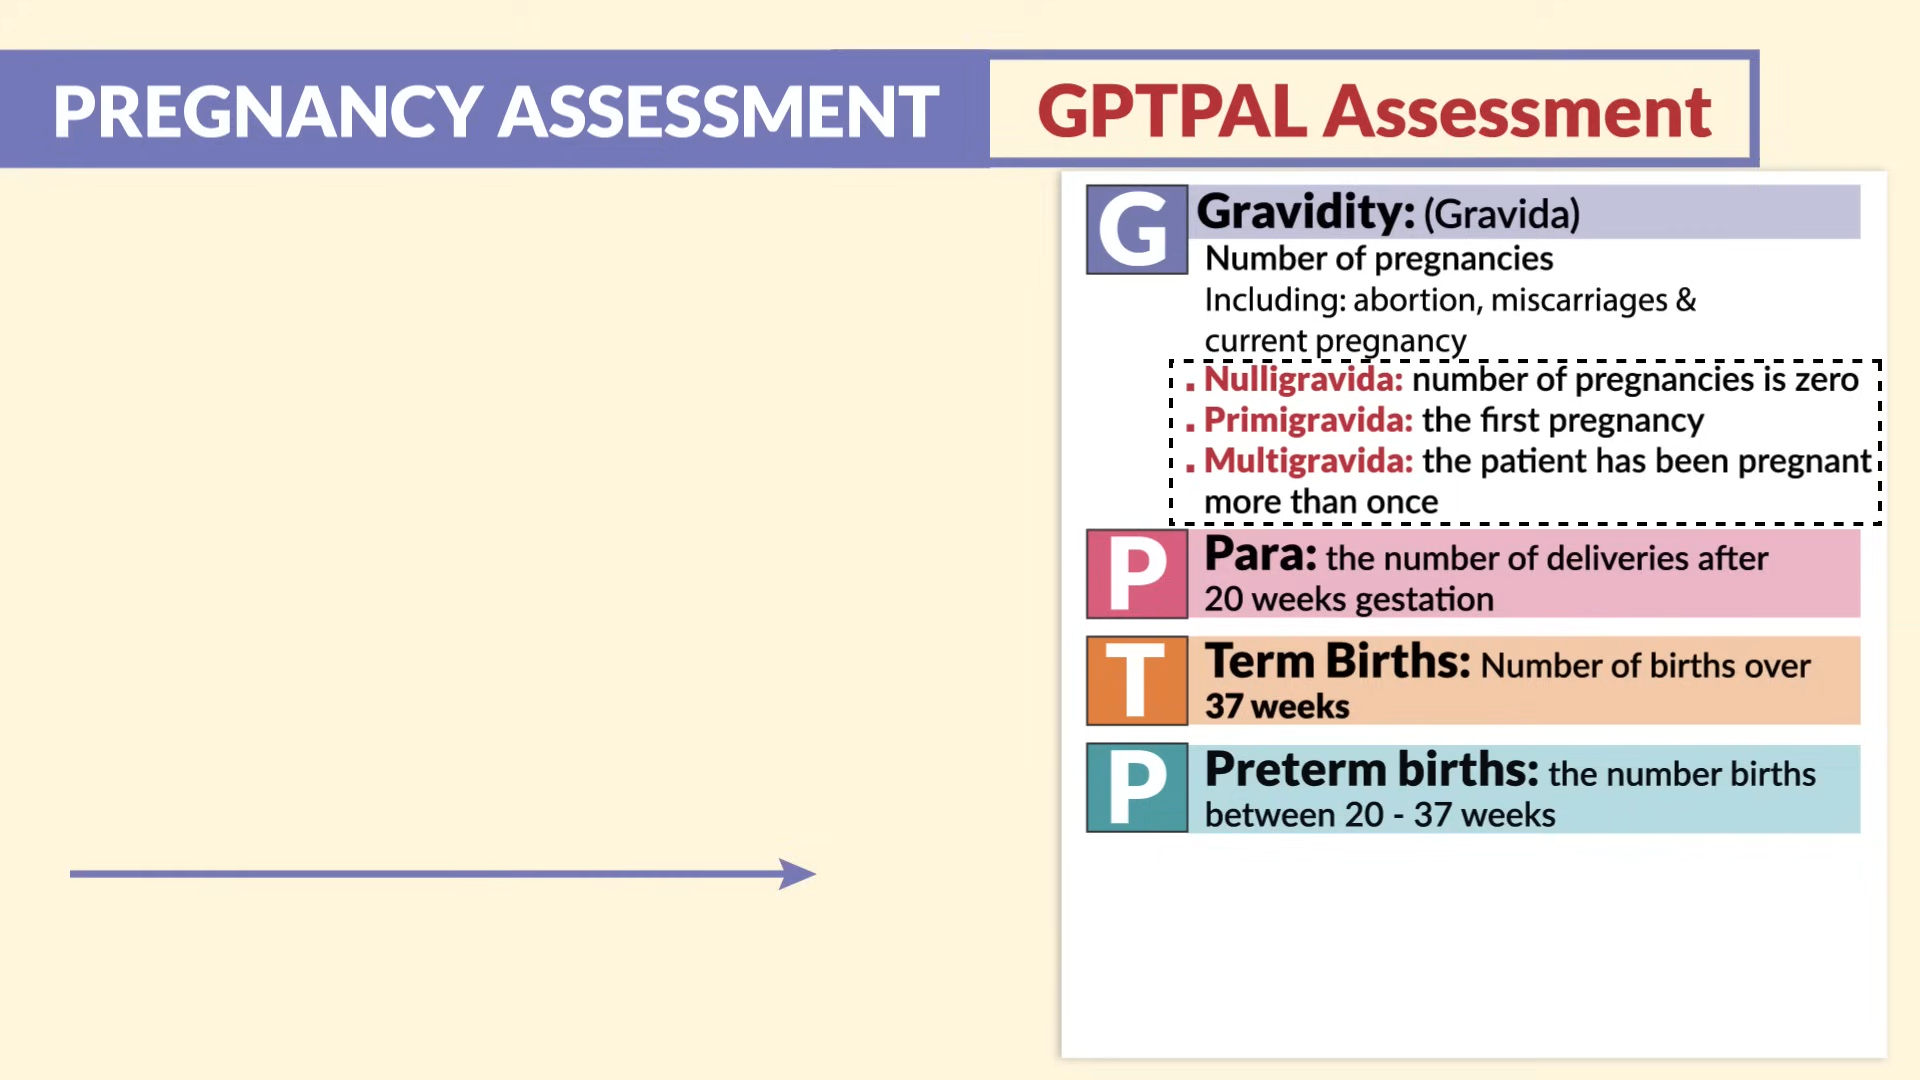 PREGNANCY ASSESSMENT
GPTPAL Assessment
G
Gravidity: (Gravida)
Number of pregnancies
Including: abortion, miscarriages &
current pregnancy
. Nulligravida: number of pregnancies is zero
. Primigravida: the first pregnancy
. Multigravida: the patient has been pregnant
more than once
P
Para: the number of deliveries after
20 weeks gestation
T
Term Births: Number of births over
37 weeks
P
Preterm births: the number births
between 20 - 37 weeks